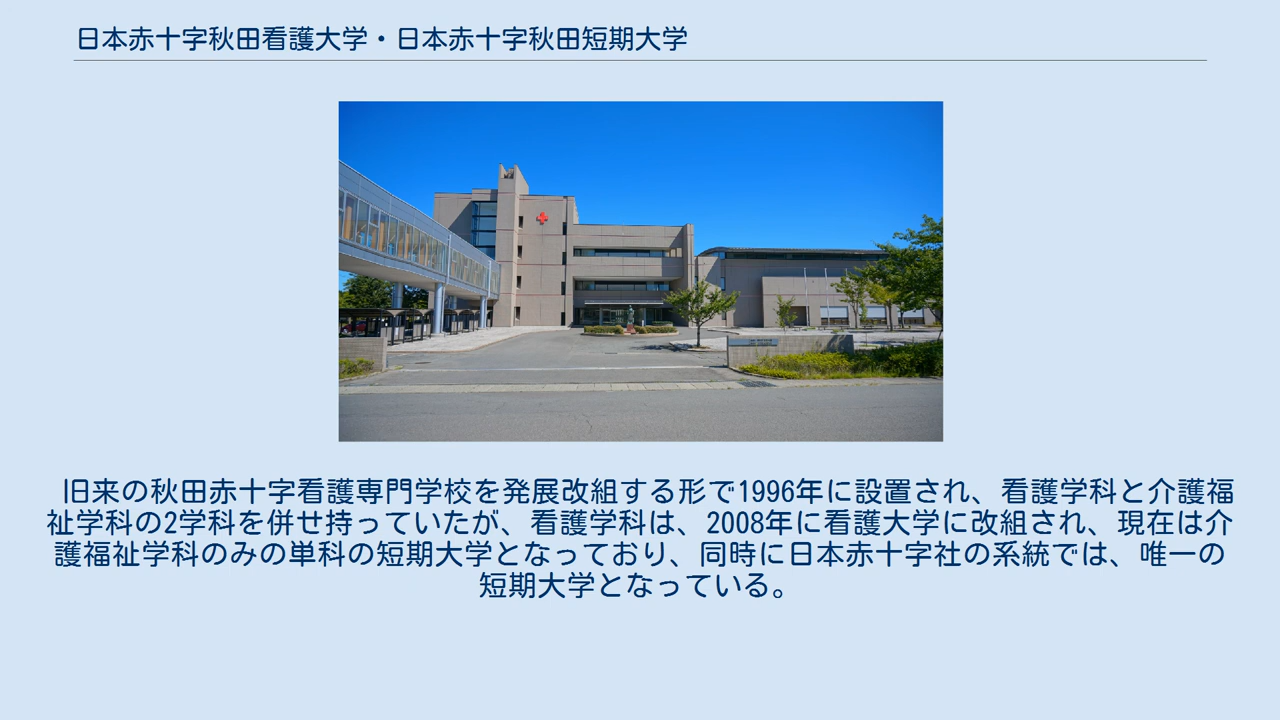 日本赤十字秋田看護大学・日本赤十字秋田短期大学
旧来の秋田赤十字看護専門学校を発展改組する形で1996年に設置され、看護学科と介護福
祉学科の2学科を併せ持っていたが、看護学科は、2008年に看護大学に改組され、現在は介
護福祉学科のみの単科の短期大学となっており、同時に日本赤十字社の系統では、唯一の
短期大学となっている。